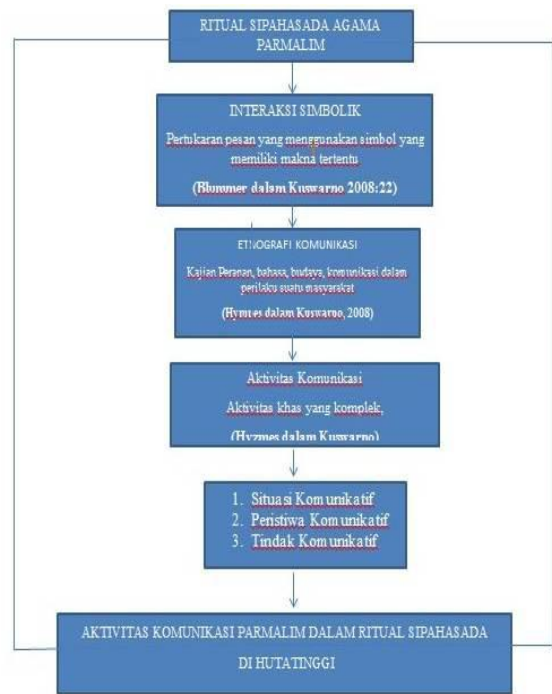 RITUAL SIPAHASADA AGAMA
PARMALIM
INTERAKSI SIMBOLIK
Pertukaran pesan yang menggunakan simbol yang
memiliki makna tertentu
(Blummer dalam Kuswarno 2008:22)
ETNOGRAFI KOMUNIKASI
Kajian Peranan, bahasa, budaya, komunikasi dalam
perilaku suatu masyarakat
(Hymes dalam Kuswarno, 2008)
Aktivitas Komunikasi
Aktivitas khas yang komplek,
(Hyzmes dalam Kuswarno)
1. Situasi Komunikatif
2. Peristiwa Komunikatif
3. Tindak Komunikatif
AKTIVITAS KOMUNIKASI PARMALIM DALAM RITUAL SIPAHASADA
DI HUTATINGGI